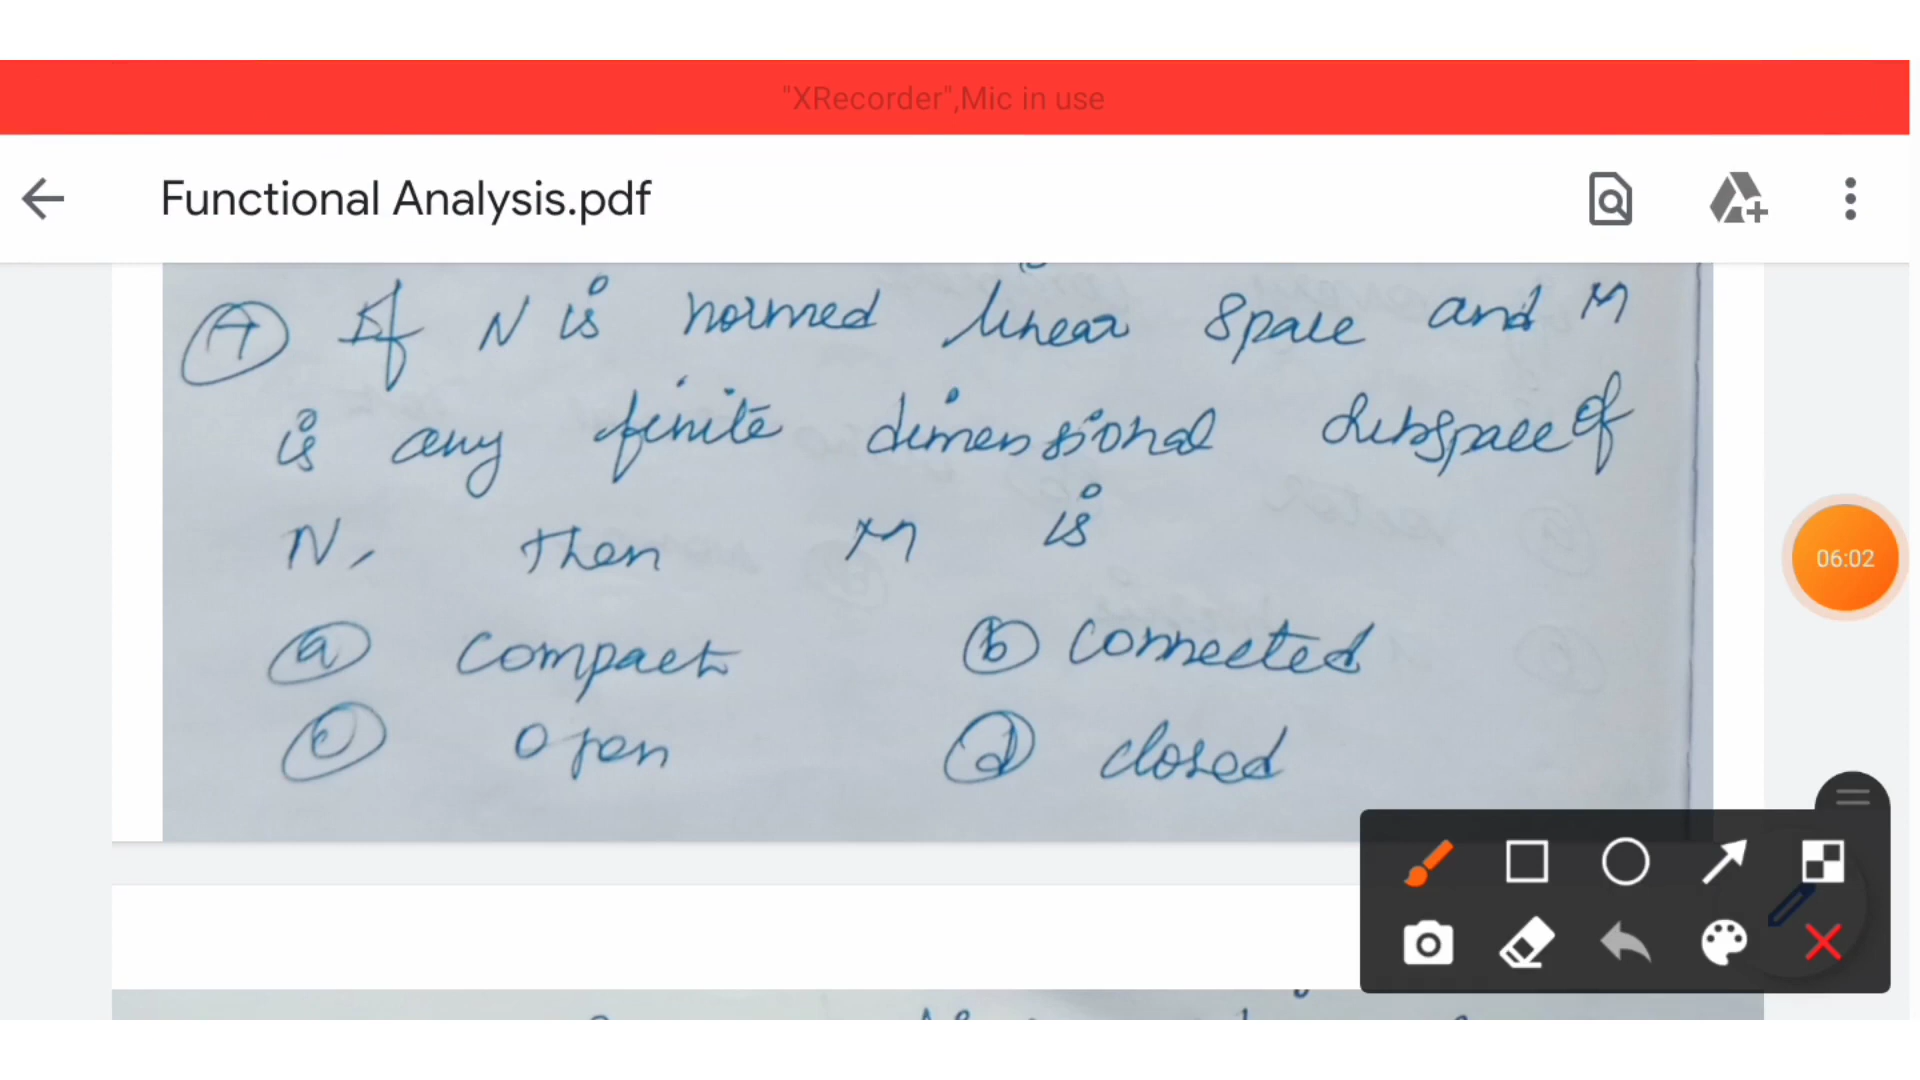 "XRecorder",Mic in use
Functional Analysis.pdf
7 If N is normed linear space and M
is any finite dimensional subspace of
N, then M is
a compact b connected
c open d closed
06:02